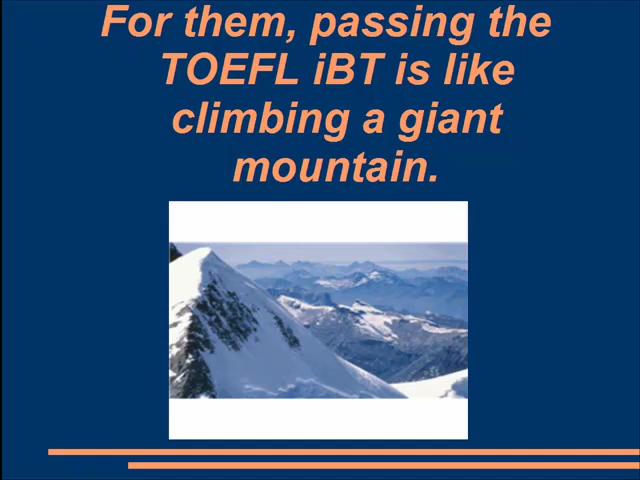 For them, passing the
TOEFL iBT is like
climbing a giant
mountain.